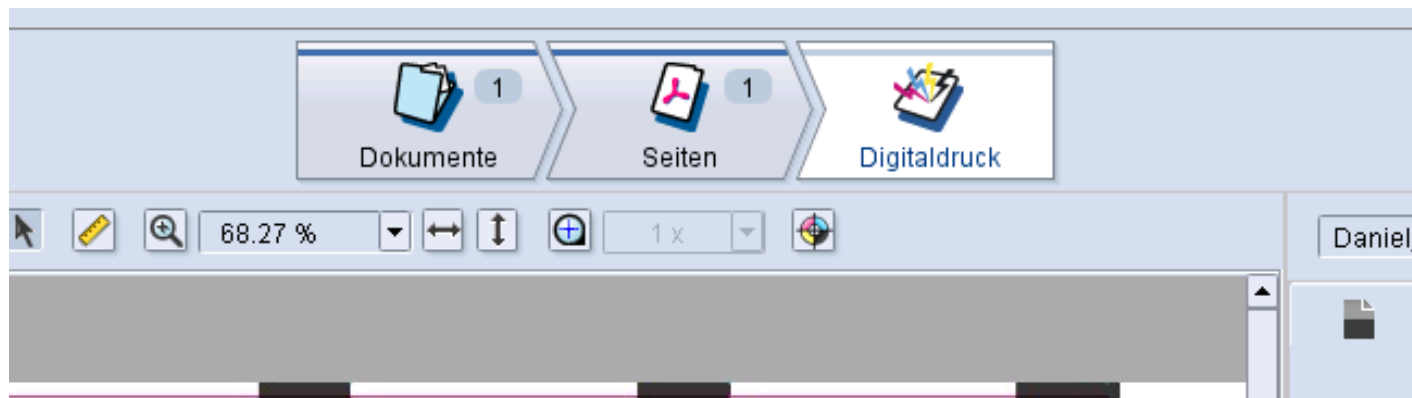 1
1
Dokumente
Seiten
Digitaldruck
68.27 %
1 x
Daniel